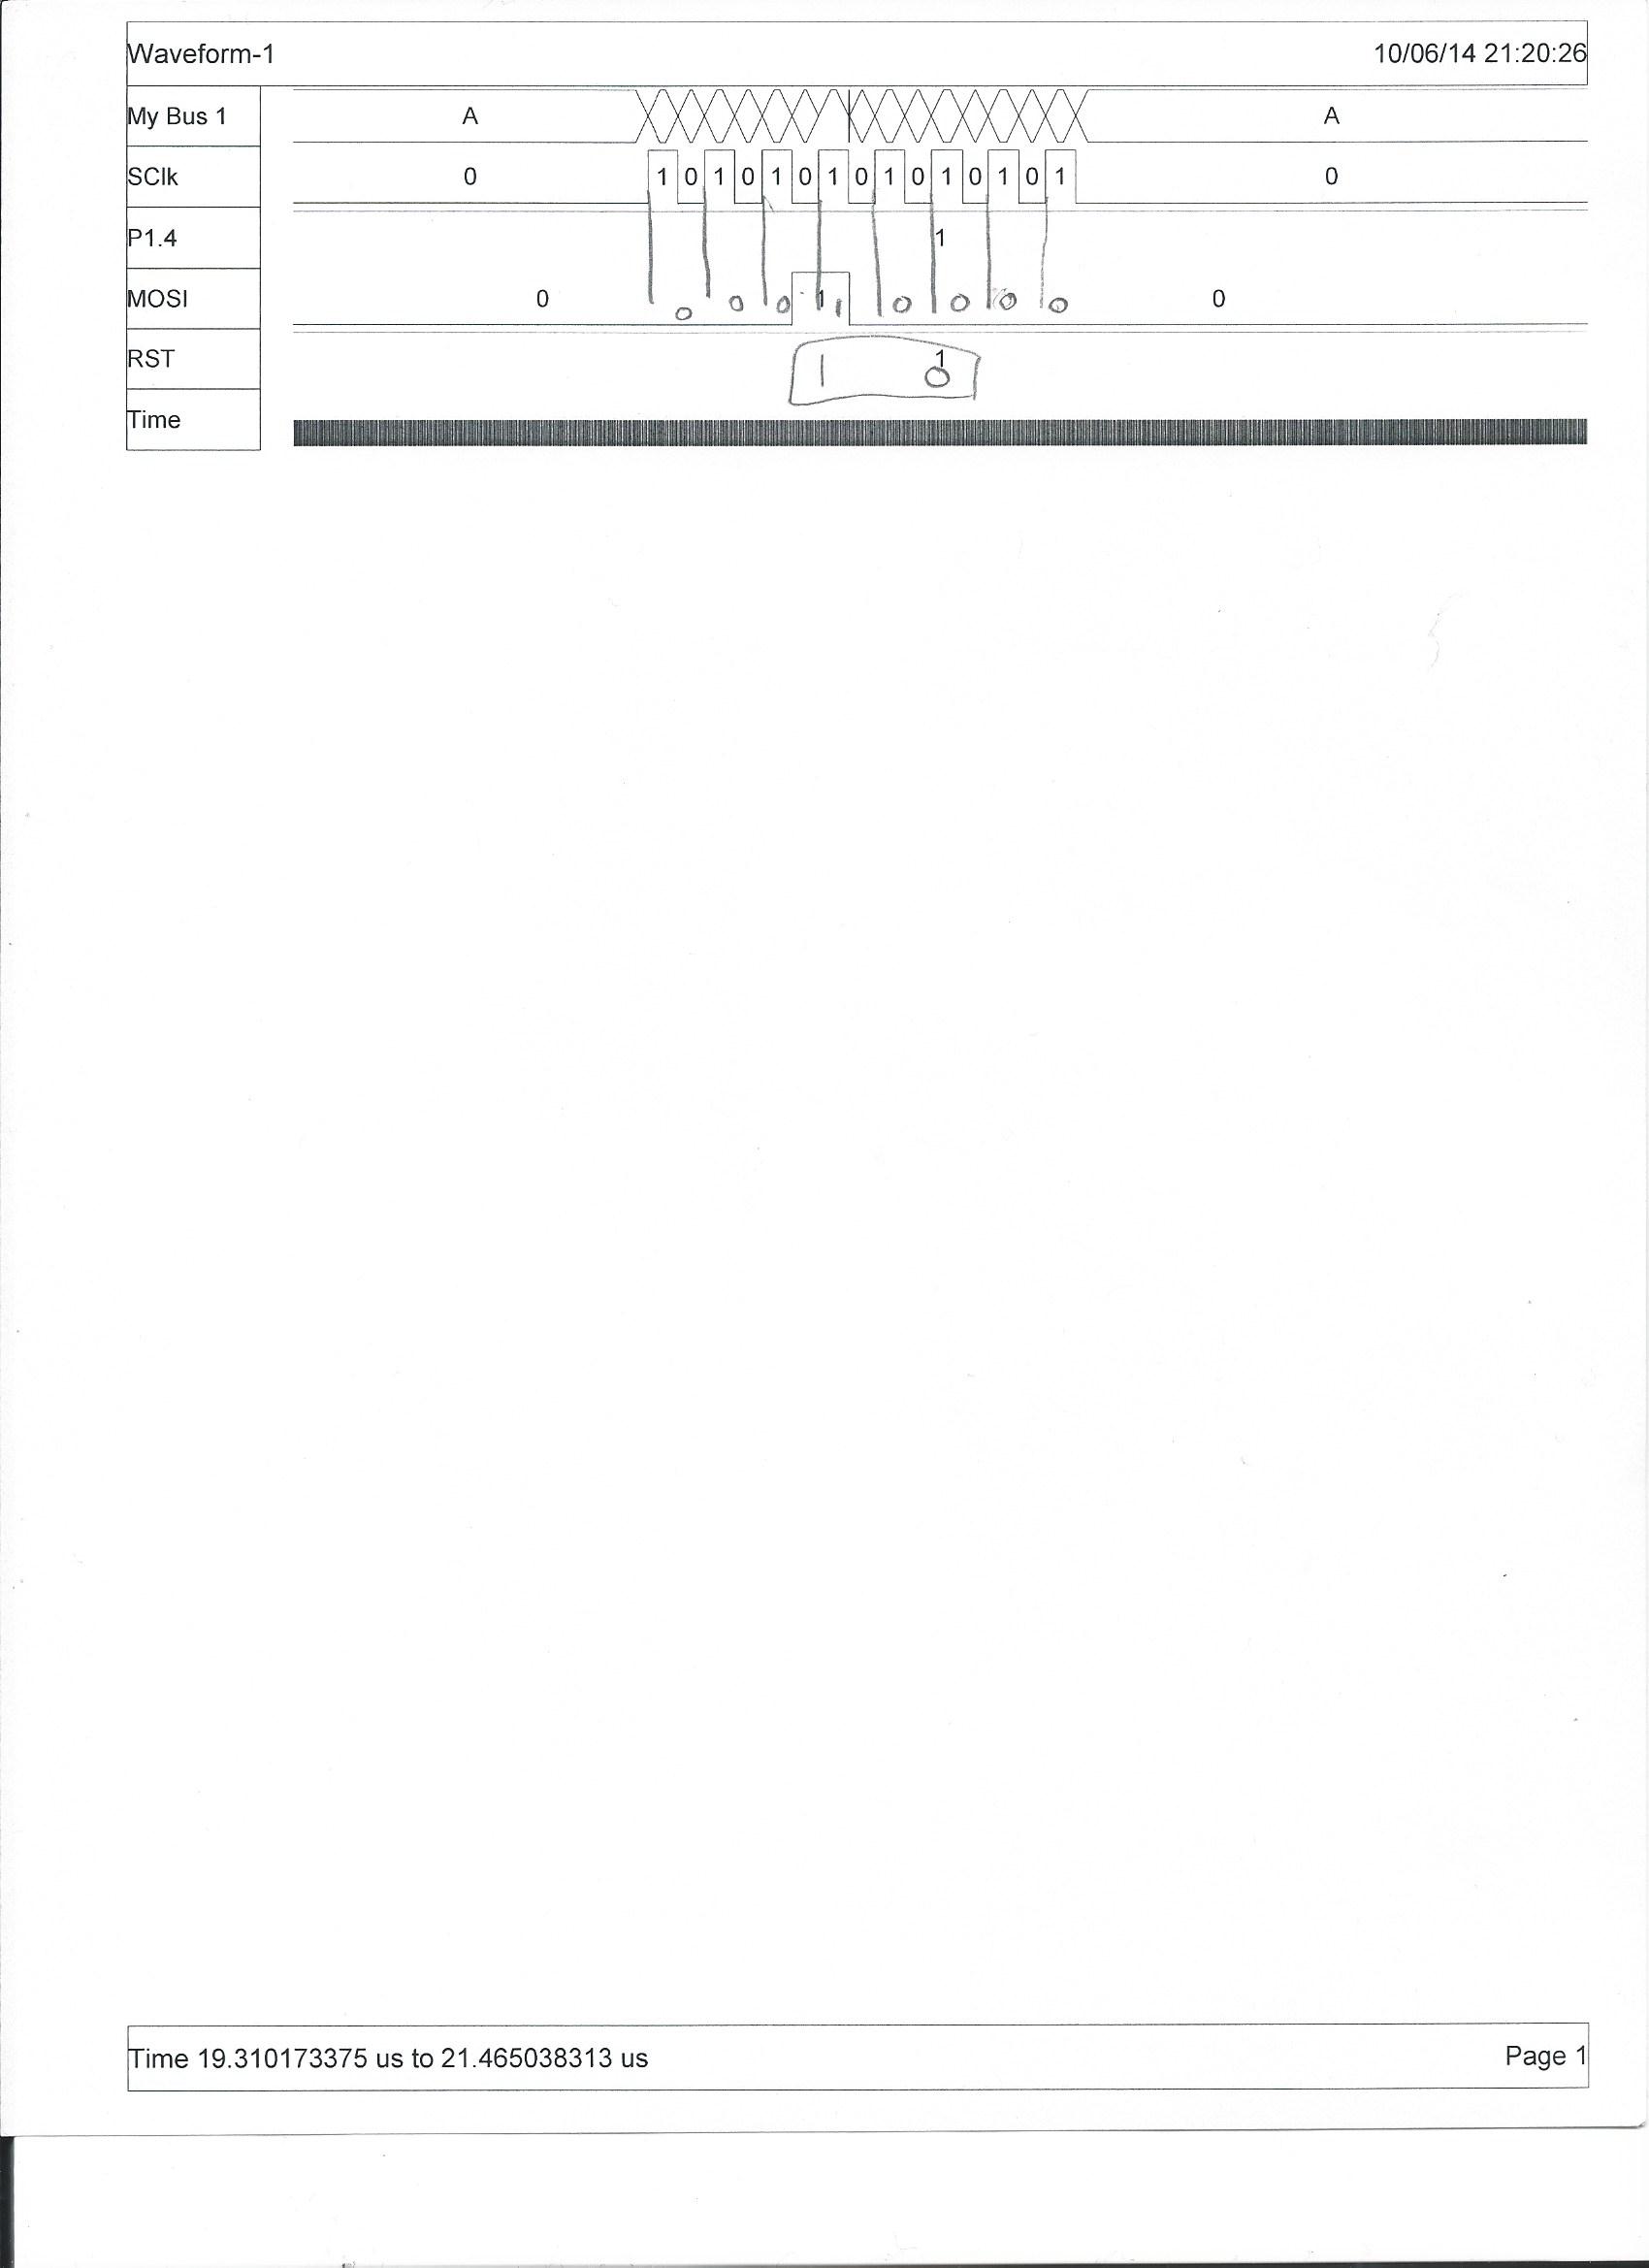 Waveform-1 10/06/14 21:20:26
My Bus 1 A A
SClk 0 1 0 1 0 1 0 1 0 1 0 1 0 1 0 1 0
P1.4 1
MOSI 0 0 0 0 1 1 0 0 0 0 0
RST 1
1 0
Time
Time 19.310173375 us to 21.465038313 us Page 1